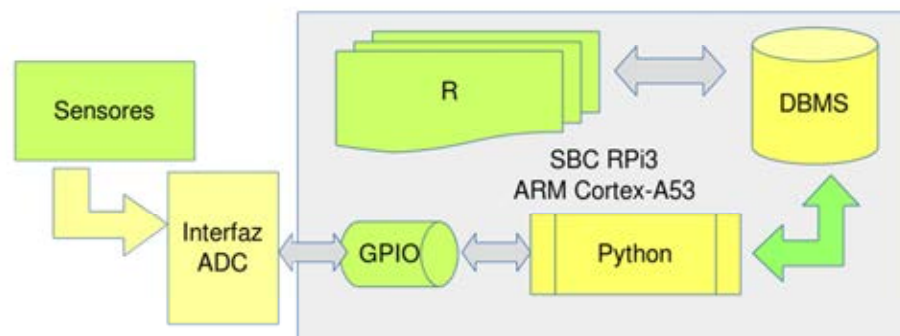 Sensores
R
DBMS
SBC RPi3
ARM Cortex-A53
Interfaz
ADC
GPIO
Python